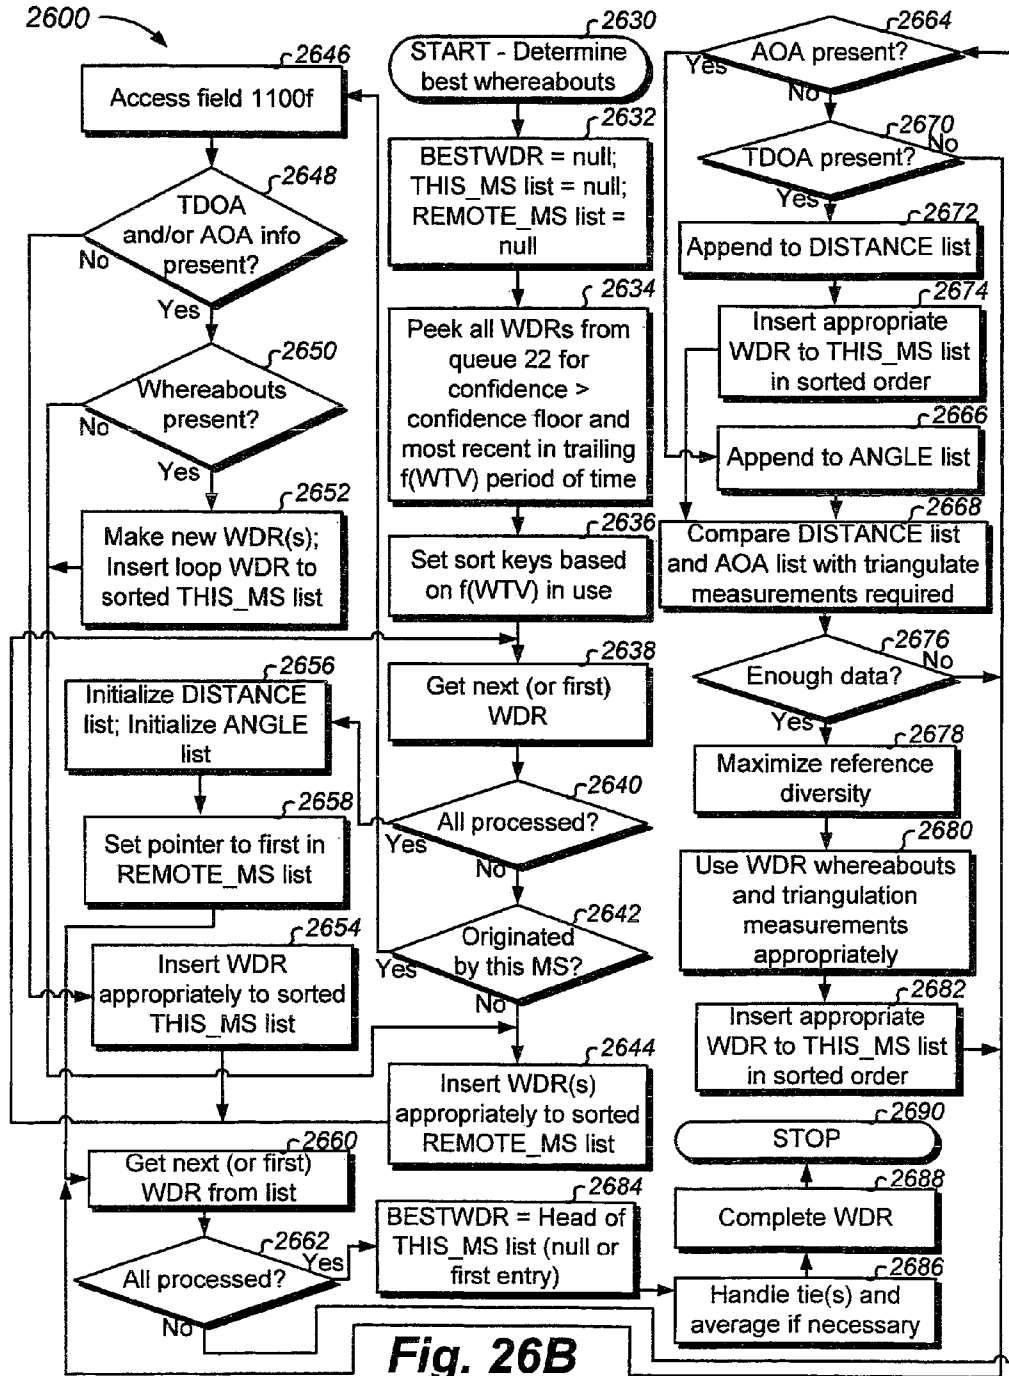 2600
2646
Access field 1100f
2648
TDOA
and/or AOA info
present?
No
Yes
2650
Whereabouts
present?
No
Yes
2652
Make new WDR(s);
Insert loop WDR to
sorted THIS_MS list
2656
Initialize DISTANCE
list; Initialize ANGLE
list
2658
Set pointer to first in
REMOTE_MS list
2654
Insert WDR
appropriately to sorted
THIS_MS list
2660
Get next (or first)
WDR from list
2662
All processed?
Yes
No
2630
START - Determine
best whereabouts
2632
BESTWDR = null;
THIS_MS list = null;
REMOTE_MS list =
null
2634
Peek all WDRs from
queue 22 for
confidence >
confidence floor and
most recent in trailing
f(WTV) period of time
2636
Set sort keys based
on f(WTV) in use
2638
Get next (or first)
WDR
2640
All processed?
Yes
No
2642
Originated
by this MS?
Yes
No
2644
Insert WDR(s)
appropriately to sorted
REMOTE_MS list
2684
BESTWDR = Head of
THIS_MS list (null or
first entry)
2664
AOA present?
Yes
No
2670
TDOA present?
No
Yes
2672
Append to DISTANCE list
2674
Insert appropriate
WDR to THIS_MS list
in sorted order
2666
Append to ANGLE list
2668
Compare DISTANCE list
and AOA list with triangulate
measurements required
2676
Enough data?
No
Yes
2678
Maximize reference
diversity
2680
Use WDR whereabouts
and triangulation
measurements
appropriately
2682
Insert appropriate
WDR to THIS_MS list
in sorted order
2690
STOP
2688
Complete WDR
2686
Handle tie(s) and
average if necessary
Fig. 26B